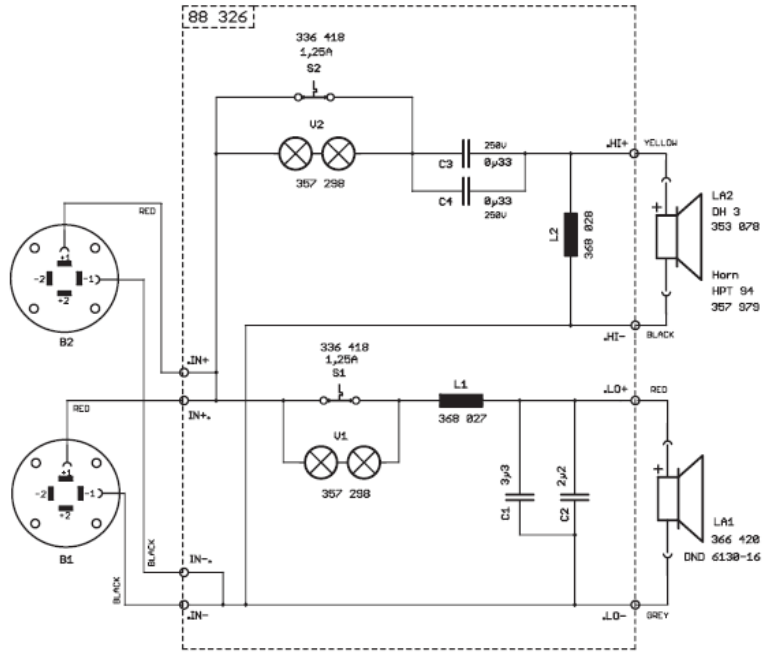 88 326
336 418
1,25A
S2
V2
357 298
250V
C3 0µ33
C4 0µ33
250V
.HI+ YELLOW
L2
368 028
+
LA2
DH 3
353 078
Horn
HPT 94
357 979
.HI- BLACK
RED
+1
-2 -1
+2
B2
.IN+
RED
IN+.
336 418
1,25A
S1
V1
357 298
L1
368 027
.LO+ RED
3µ3
C1
2µ2
C2
+
LA1
366 420
DND 6130-16
+1
-2 -1
+2
B1
BLACK
BLACK
IN-.
.IN-
.LO- GREY